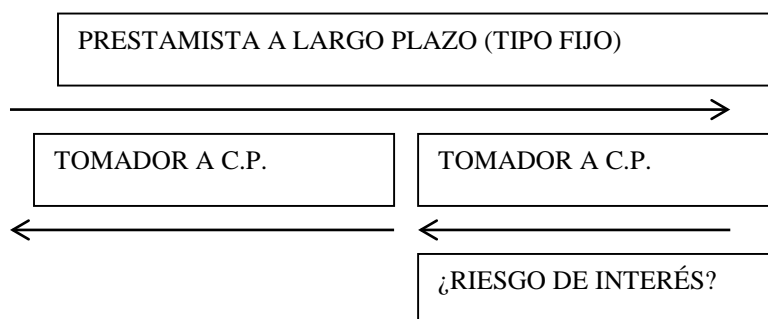 PRESTAMISTA A LARGO PLAZO (TIPO FIJO)
TOMADOR A C.P.
TOMADOR A C.P.
¿RIESGO DE INTERÉS?